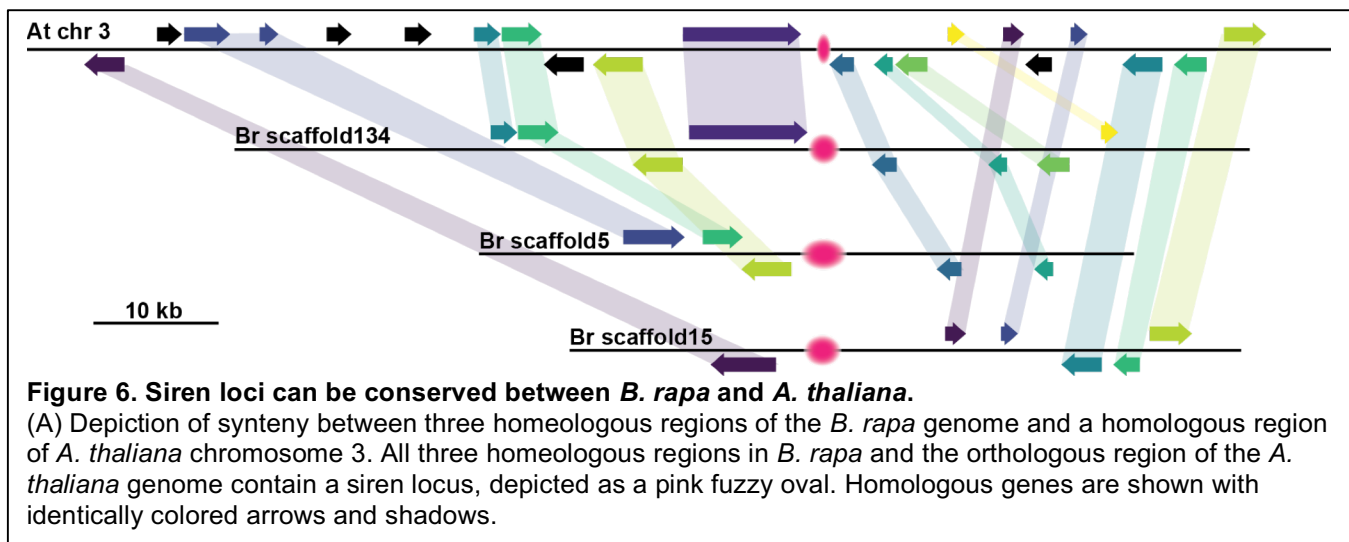 At chr 3
Br scaffold134
Br scaffold5
10 kb
Br scaffold15
Figure 6. Siren loci can be conserved between B. rapa and A. thaliana.
(A) Depiction of synteny between three homeologous regions of the B. rapa genome and a homologous region
of A. thaliana chromosome 3. All three homeologous regions in B. rapa and the orthologous region of the A.
thaliana genome contain a siren locus, depicted as a pink fuzzy oval. Homologous genes are shown with
identically colored arrows and shadows.